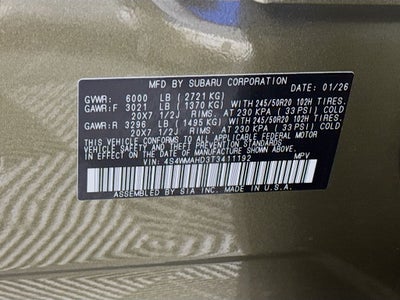 MFD BY SUBARU CORPORATION
DATE: 01/26
GVWR: 6000 LB (2721 KG)
GAWR:F 3021 LB (1370 KG) WITH 245/50R20 102H TIRES.
20X7 1/2J RIMS, AT 230 KPA (33 PSI) COLD
GAWR:R 3296 LB (1495 KG) WITH 245/50R20 102H TIRES.
20X7 1/2J RIMS, AT 230 KPA (33 PSI) COLD
THIS VEHICLE CONFORMS TO ALL APPLICABLE FEDERAL MOTOR
VEHICLE SAFETY STANDARDS IN EFFECT ON THE DATE OF
MANUFACTURE SHOWN ABOVE.
VIN: 4S4WMAHD3T3411192 MPV
ASSEMBLED BY SIA INC. MADE IN U.S.A.